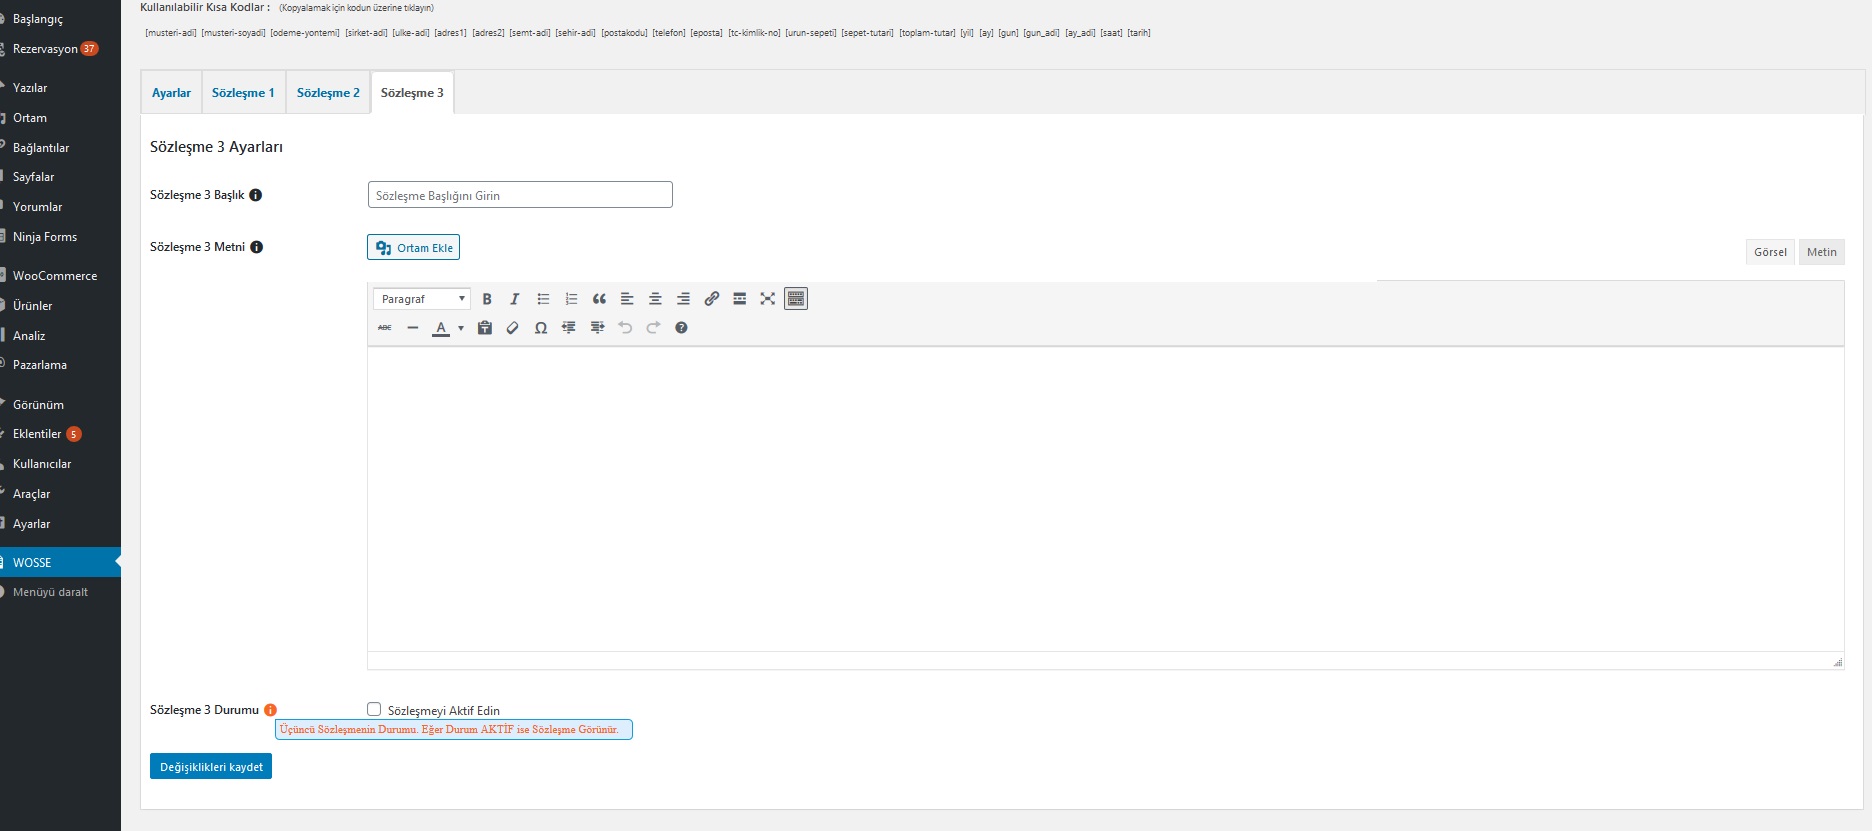 Başlangıç
Rezervasyon 37
Yazılar
Ortam
Bağlantılar
Sayfalar
Yorumlar
Ninja Forms
WooCommerce
Ürünler
Analiz
Pazarlama
Görünüm
Eklentiler 5
Kullanıcılar
Araçlar
Ayarlar
WOSSE
Menüyü daralt
Kullanılabilir Kısa Kodlar : (Kopyalamak için kodun üzerine tıklayın)
[musteri-adi] [musteri-soyadi] [odeme-yontemi] [sirket-adi] [ulke-adi] [adres1] [adres2] [semt-adi] [sehir-adi] [postakodu] [telefon] [eposta] [tc-kimlik-no] [urun-sepeti] [sepet-tutari] [toplam-tutar] [yil] [ay] [gun] [gun_adi] [ay_adi] [saat] [tarih]
Ayarlar Sözleşme 1 Sözleşme 2 Sözleşme 3
Sözleşme 3 Ayarları
Sözleşme 3 Başlık Sözleşme Başlığını Girin
Sözleşme 3 Metni Ortam Ekle Görsel Metin
Paragraf B I
ABC A Ω ?
Sözleşme 3 Durumu Sözleşmeyi Aktif Edin
Üçüncü Sözleşmenin Durumu. Eğer Durum AKTİF ise Sözleşme Görünür.
Değişiklikleri kaydet